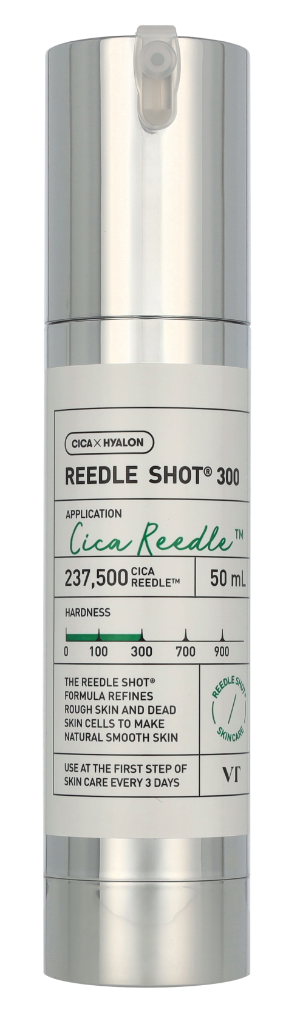 CICA X HYALON
REEDLE SHOT® 300
APPLICATION
Cica Reedle™
237,500 CICA REEDLE™
50 mL
HARDNESS
0 100 300 700 900
THE REEDLE SHOT®
FORMULA REFINES
ROUGH SKIN AND DEAD
SKIN CELLS TO MAKE
NATURAL SMOOTH SKIN
REEDLE SHOT
SKINCARE
USE AT THE FIRST STEP OF
SKIN CARE EVERY 3 DAYS
VT